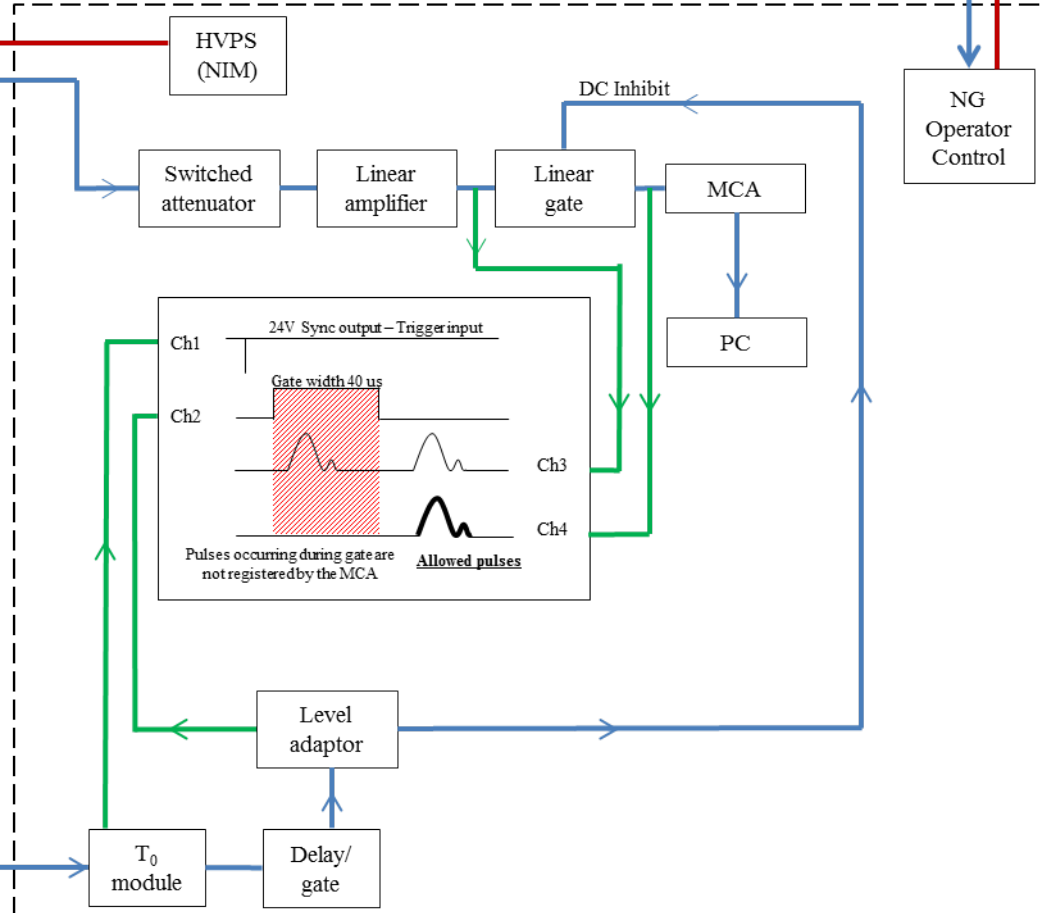 HVPS
(NIM)
DC Inhibit
NG
Operator
Control
Switched
attenuator
Linear
amplifier
Linear
gate
MCA
PC
24V Sync output – Trigger input
Ch1
Gate width 40 us
Ch2
Ch3
Ch4
Pulses occurring during gate are
not registered by the MCA
Allowed pulses
Level
adaptor
T0
module
Delay/
gate